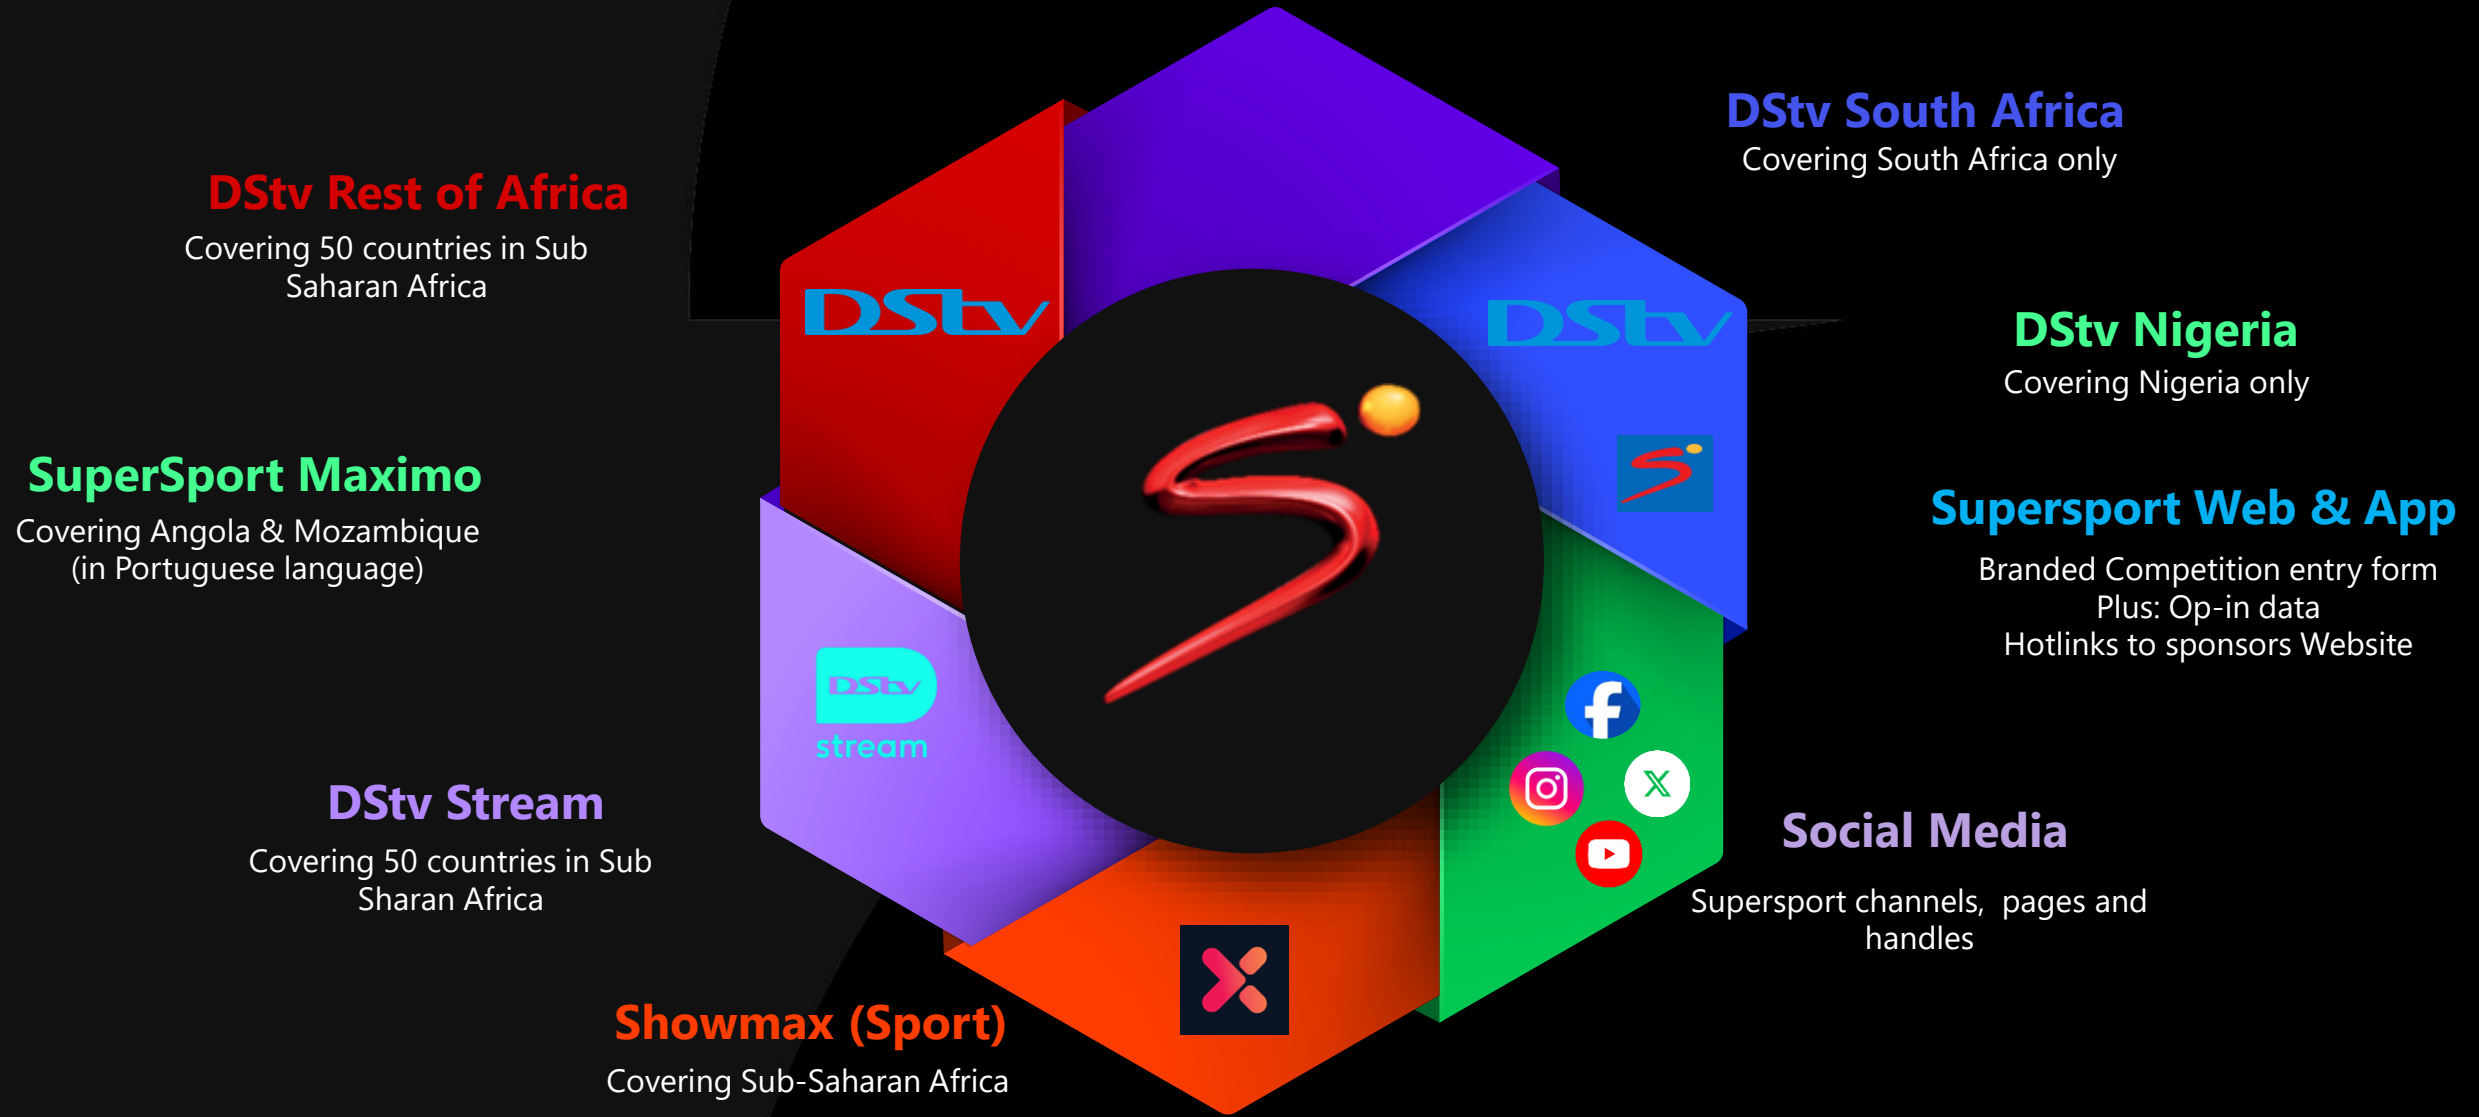 DStv Rest of Africa
Covering 50 countries in Sub
Saharan Africa
SuperSport Maximo
Covering Angola & Mozambique
(in Portuguese language)
DStv Stream
Covering 50 countries in Sub
Sharan Africa
Showmax (Sport)
Covering Sub-Saharan Africa
DStv
DStv
DStv
stream
DStv South Africa
Covering South Africa only
DStv Nigeria
Covering Nigeria only
Supersport Web & App
Branded Competition entry form
Plus: Op-in data
Hotlinks to sponsors Website
Social Media
Supersport channels,  pages and
handles